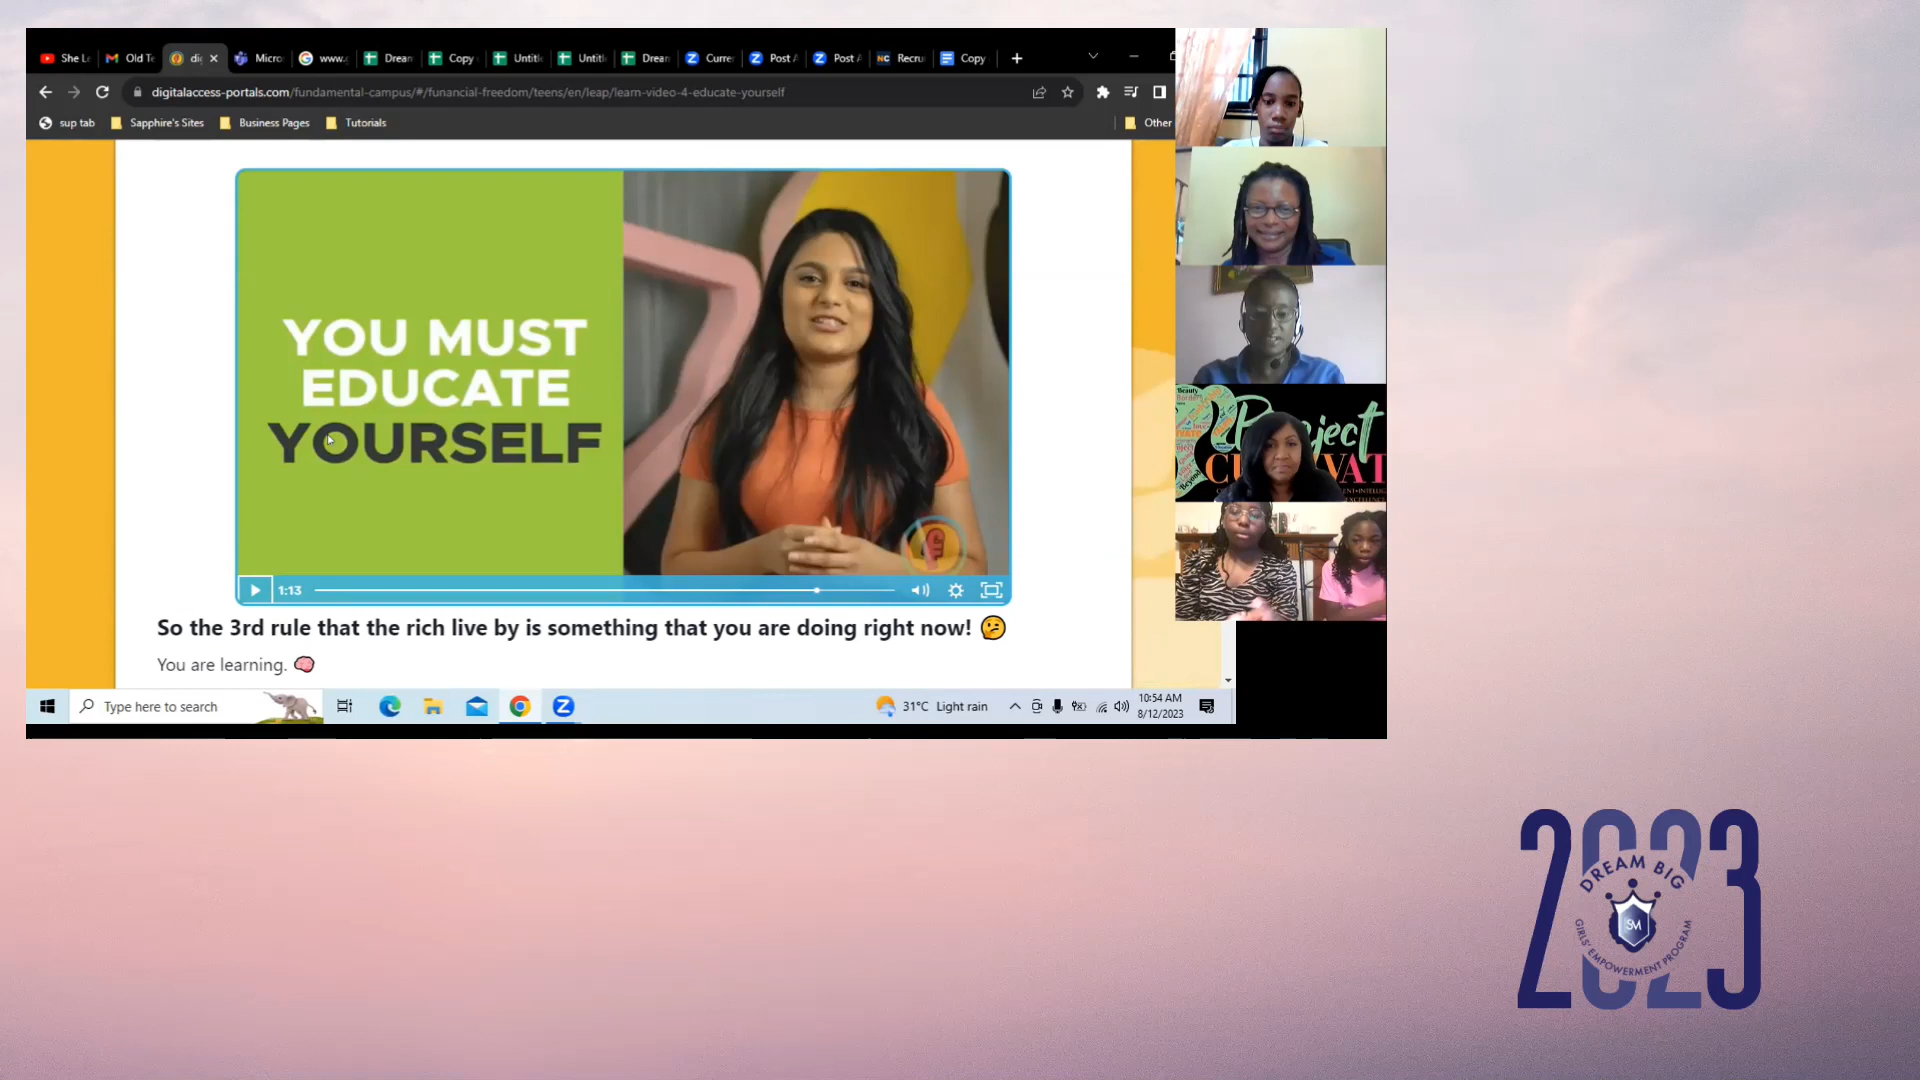 She L
Old T
di
Micro
www.
Drean
Copy
Untitl
Untitl
Drean
Curre
Post A
Post A
NC
Recru
Copy
digitalaccess-portals.com/fundamental-campus/#/funancial-freedom/teens/en/leap/learn-video-4-educate-yourself
sup tab
Sapphire's Sites
Business Pages
Tutorials
Other
YOU MUST
EDUCATE
YOURSELF
1:13
So the 3rd rule that the rich live by is something that you are doing right now!
You are learning.
Type here to search
31°C Light rain
10:54 AM
8/12/2023
2023
DREAM BIG
SM
GIRLS' EMPOWERMENT PROGRAM